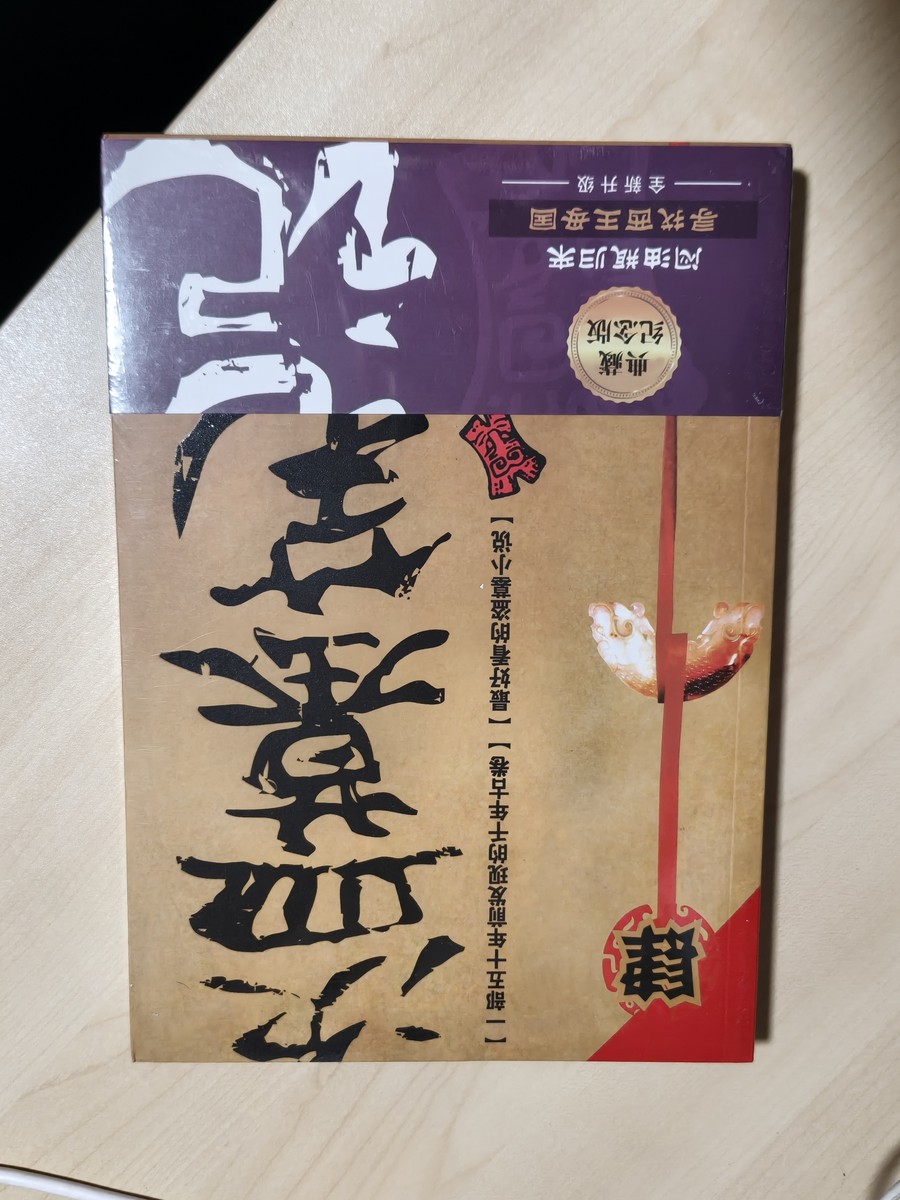 盗墓笔记
【一部五十年前发现的千年古卷】【最好看的盗墓小说】
肆
典藏
纪念版
闷油瓶归来
寻找西王母国
全新升级